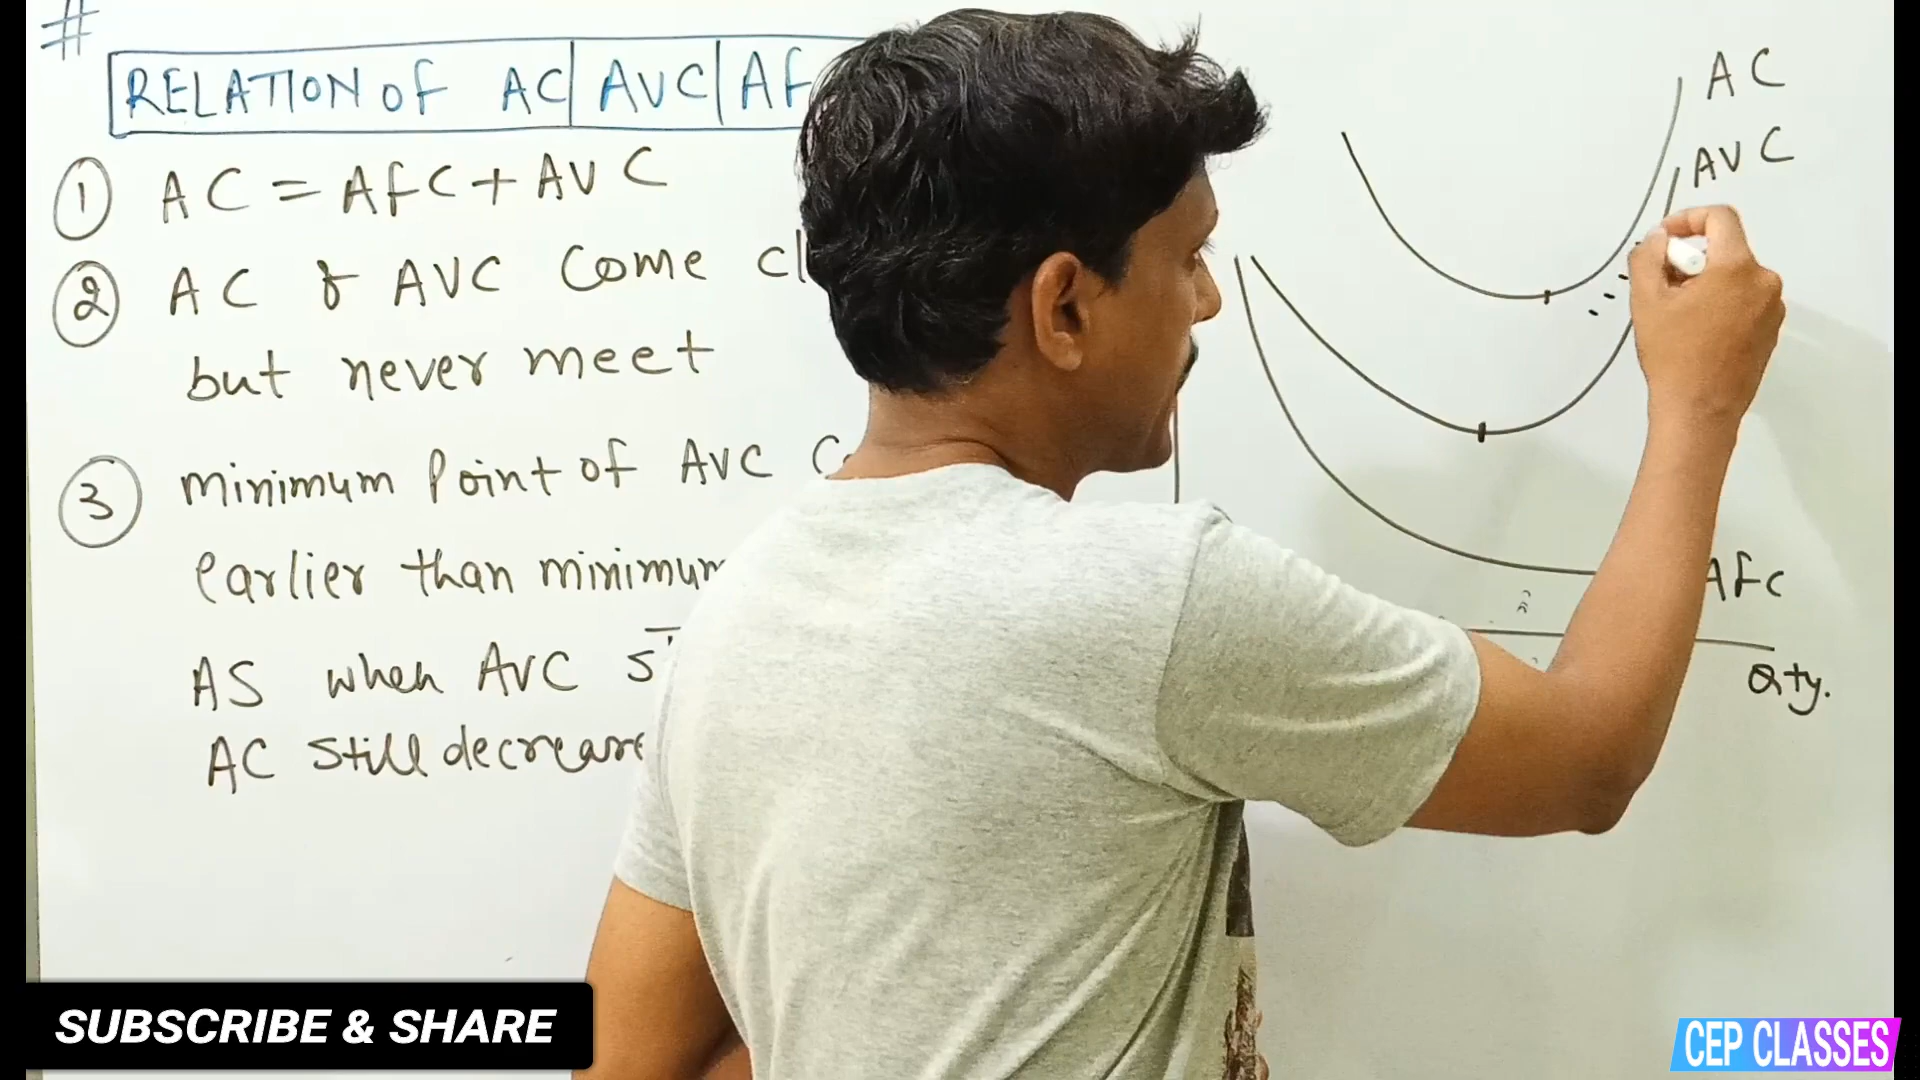 #
RELATION OF AC | AVC | AF
① AC = AFC + AVC
② AC & AVC Come cl
but never meet
③ minimum Point of AVC C
earlier than minimum
AS when AVC
AC still decrease
AC
AVC
AFC
Qty.
SUBSCRIBE & SHARE
CEP CLASSES